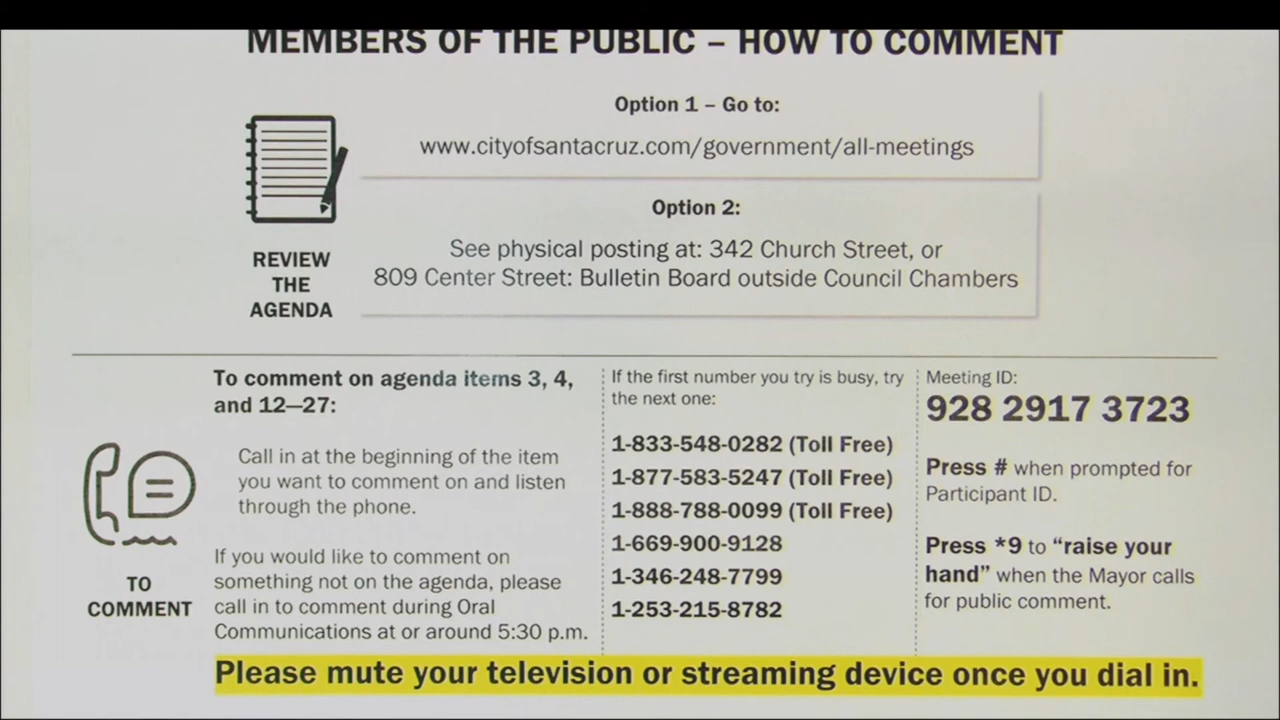 MEMBERS OF THE PUBLIC – HOW TO COMMENT
Option 1 – Go to:
www.cityofsantacruz.com/government/all-meetings
Option 2:
See physical posting at: 342 Church Street, or
809 Center Street: Bulletin Board outside Council Chambers
REVIEW
THE
AGENDA
To comment on agenda items 3, 4,
and 12—27:
Call in at the beginning of the item
you want to comment on and listen
through the phone.
If you would like to comment on
something not on the agenda, please
call in to comment during Oral
Communications at or around 5:30 p.m.
TO
COMMENT
If the first number you try is busy, try
the next one:
1-833-548-0282 (Toll Free)
1-877-583-5247 (Toll Free)
1-888-788-0099 (Toll Free)
1-669-900-9128
1-346-248-7799
1-253-215-8782
Meeting ID:
928 2917 3723
Press # when prompted for
Participant ID.
Press *9 to “raise your
hand” when the Mayor calls
for public comment.
Please mute your television or streaming device once you dial in.